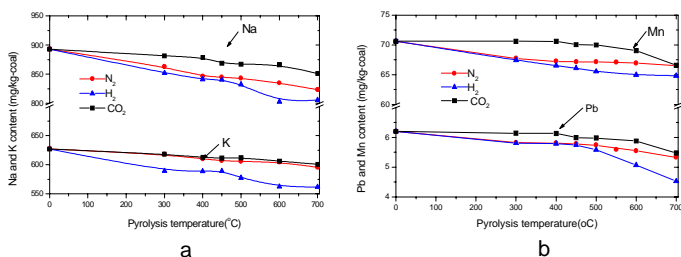 950
900
850
800
650
625
600
575
550
0
100
200
300
400
500
600
700
Na and K content (mg/kg-coal)
Pyrolysis temperature(°C)
Na
K
N2
H2
CO2
a
75
70
65
60
6
5
4
0
100
200
300
400
500
600
700
Pb and Mn content (mg/kg-coal)
Pyrolysis temperature(oC)
Mn
Pb
N2
H2
CO2
b